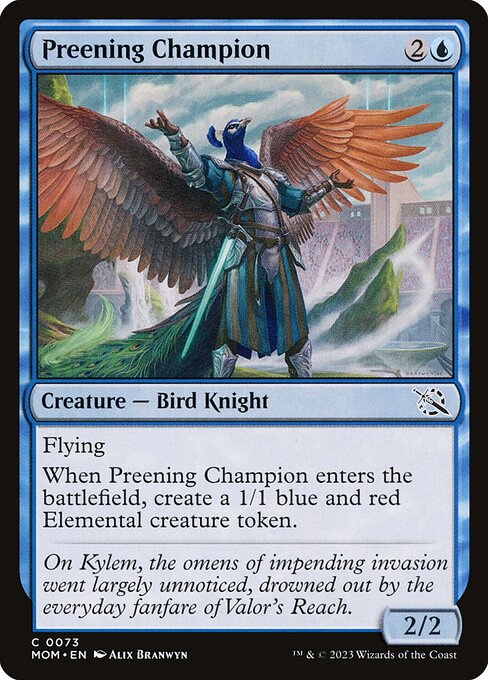 Preening Champion 2
Creature — Bird Knight
Flying
When Preening Champion enters the
battlefield, create a 1/1 blue and red
Elemental creature token.
On Kylem, the omens of impending invasion
went largely unnoticed, drowned out by the
everyday fanfare of Valor's Reach.
2/2
C 0073
MOM • EN Alix Branwyn
™ & © 2023 Wizards of the Coast